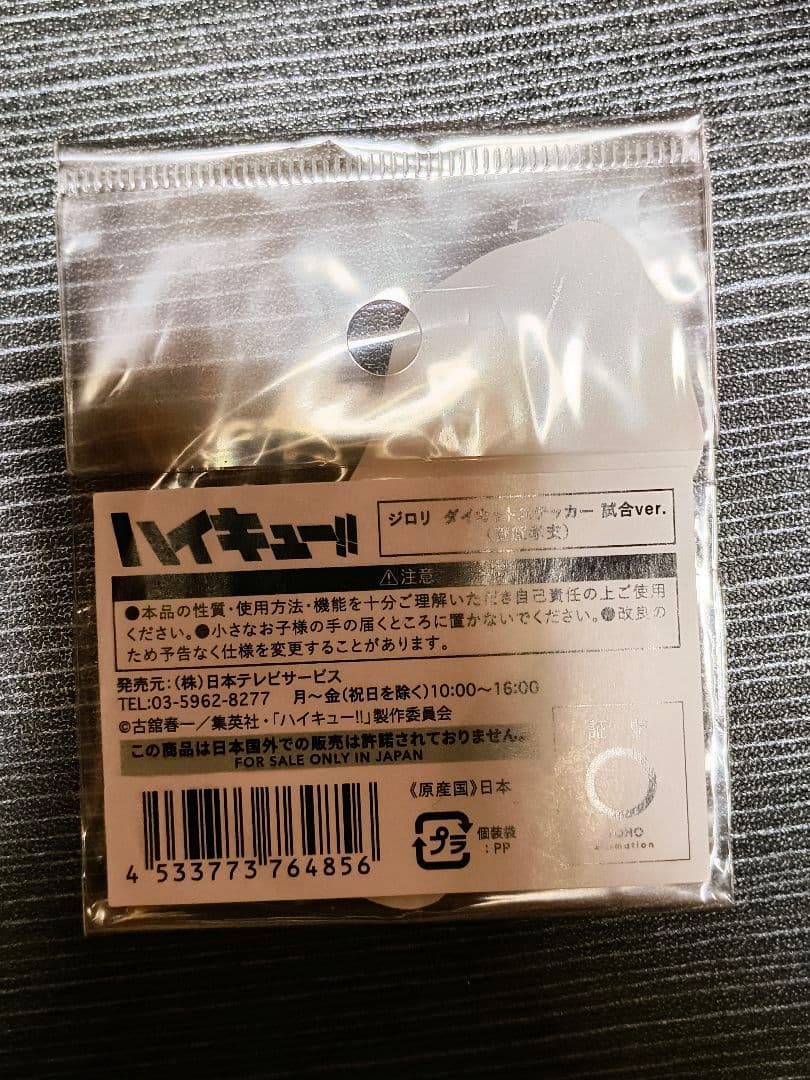 ハイキュー!!
ジロリ ダイカットステッカー 試合ver.
⚠注意
●本品の性質・使用方法・機能を十分ご理解いただき自己責任の上ご使用
ください。●小さなお子様の手の届くところに置かないでください。●改良の
ため予告なく仕様を変更することがあります。
発売元:(株)日本テレビサービス
TEL:03-5962-8277 月～金(祝日を除く)10:00～16:00
©古舘春一／集英社・「ハイキュー!!」製作委員会
この商品は日本国外での販売は許諾されておりません。
FOR SALE ONLY IN JAPAN
《原産国》日本
プラ
個装袋
:PP
4 533773 764856
証
TOHO
animation